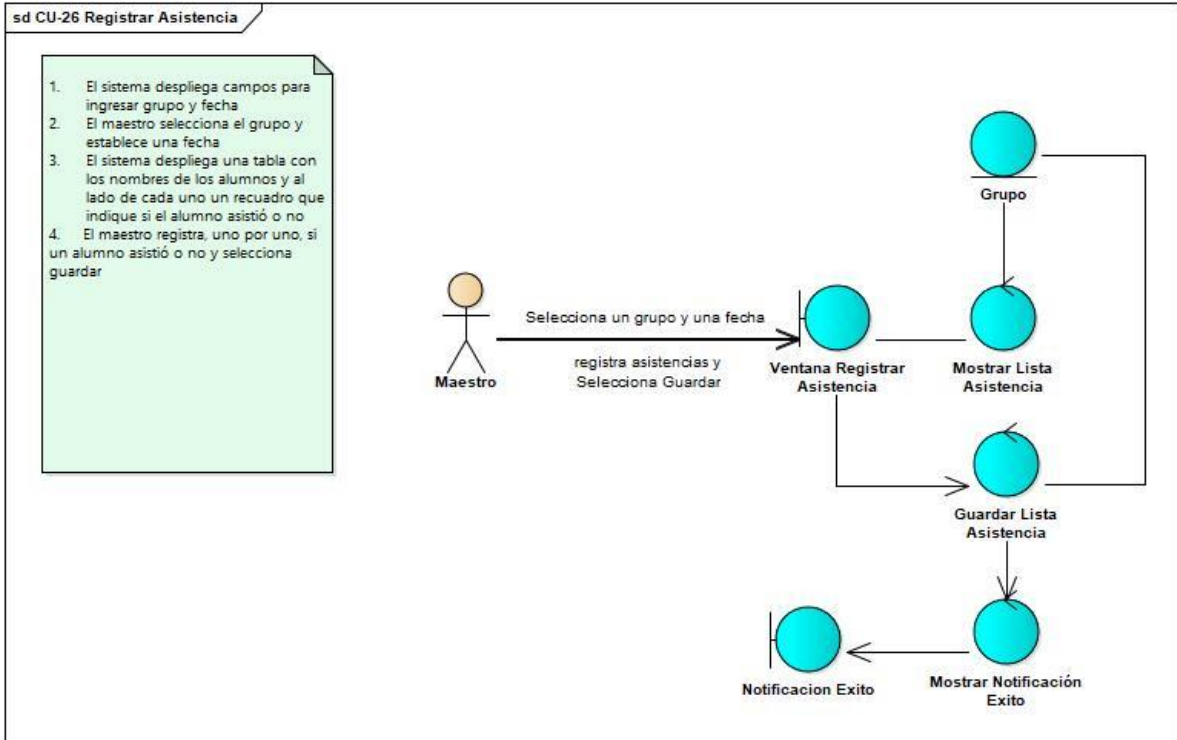 sd CU-26 Registrar Asistencia
1. El sistema despliega campos para
ingresar grupo y fecha
2. El maestro selecciona el grupo y
establece una fecha
3. El sistema despliega una tabla con
los nombres de los alumnos y al
lado de cada uno un recuadro que
indique si el alumno asistió o no
4. El maestro registra, uno por uno, si
un alumno asistió o no y selecciona
guardar
Grupo
Selecciona un grupo y una fecha
registra asistencias y
Selecciona Guardar
Maestro
Ventana Registrar
Asistencia
Mostrar Lista
Asistencia
Guardar Lista
Asistencia
Notificacion Exito
Mostrar Notificación
Exito